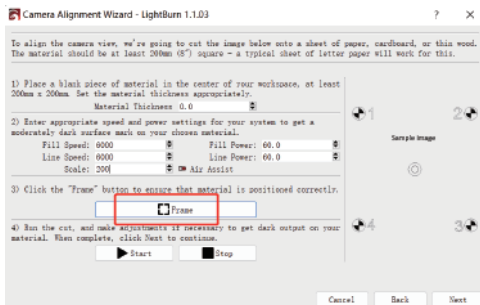 Camera Alignment Wizard - LightBurn 1.1.03
To align the camera view, we're going to cut the image below onto a sheet of paper, cardboard, or thin wood.
The material should be at least 200mm (8") square - a typical sheet of letter paper will work for this.
1) Place a blank piece of material in the center of your workspace, at least
200mm x 200mm. Set the material thickness appropriately.
Material Thickness 0.0
2) Enter appropriate speed and power settings for your system to get a
moderately dark surface mark on your chosen material.
Fill Speed: 6000 Fill Power: 60.0
Line Speed: 6000 Line Power: 60.0
Scale: 200 Air Assist
3) Click the "Frame" button to ensure that material is positioned correctly.
Frame
4) Run the cut, and make adjustments if necessary to get dark output on your
material. When complete, click Next to continue.
Start Stop
1 2
Sample Image
4 3
Cancel Back Next